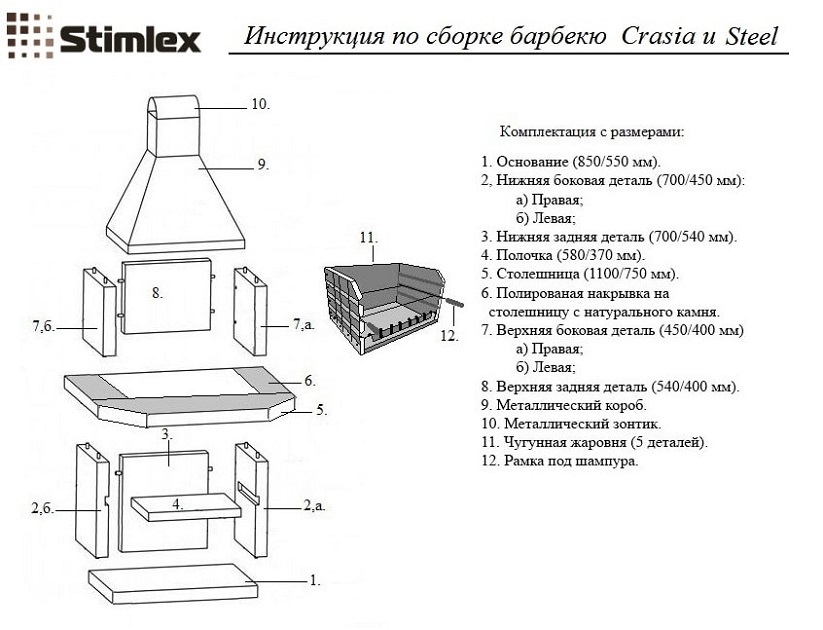 Stimlex
Инструкция по сборке барбекю Crasia и Steel
10.
9.
11.
8.
7,б.
7,а.
12.
6.
5.
3.
2,б.
4.
2,а.
1.
Комплектация с размерами:
1. Основание (850/550 мм).
2, Нижняя боковая деталь (700/450 мм):
а) Правая;
б) Левая;
3. Нижняя задняя деталь (700/540 мм).
4. Полочка (580/370 мм).
5. Столешница (1100/750 мм).
6. Полированая накрывка на
столешницу с натурального камня.
7. Верхняя боковая деталь (450/400 мм)
а) Правая;
б) Левая;
8. Верхняя задняя деталь (540/400 мм).
9. Металлический короб.
10. Металлический зонтик.
11. Чугунная жаровня (5 деталей).
12. Рамка под шампура.